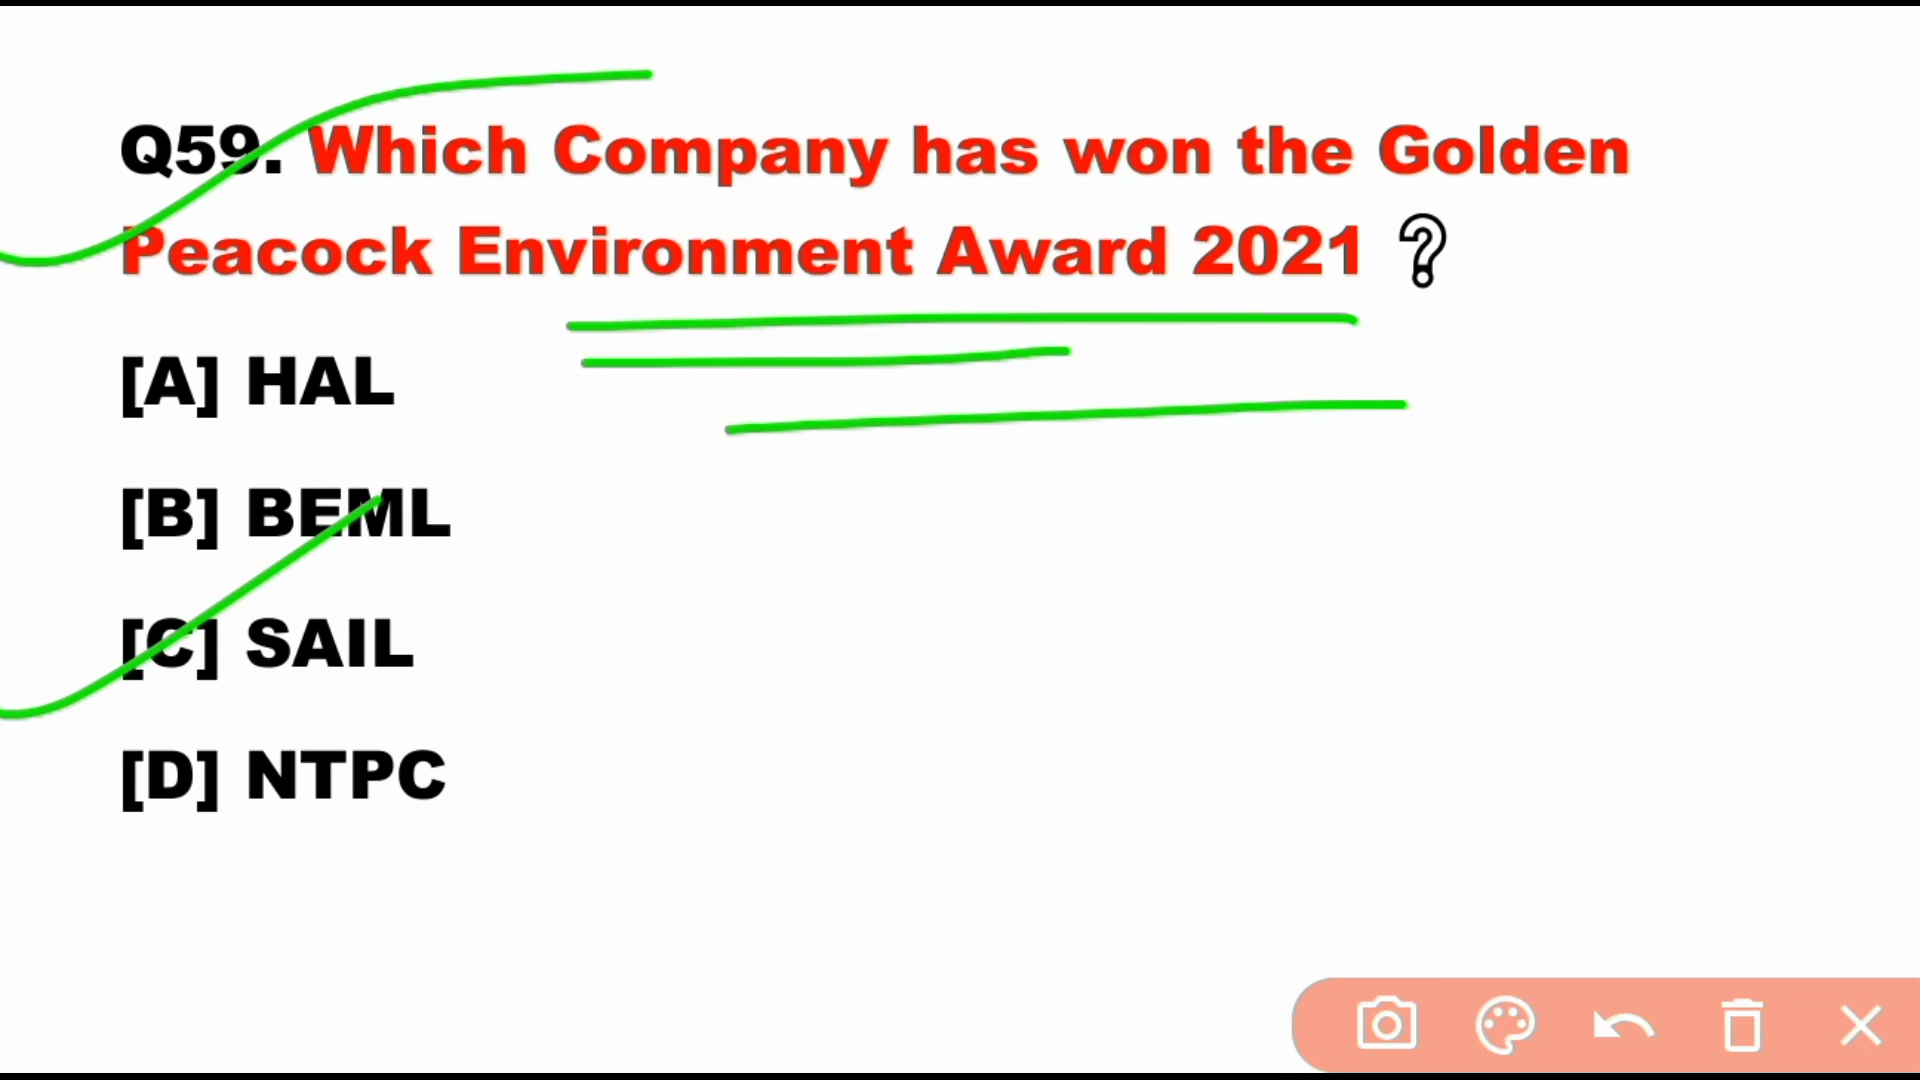 Q59. Which Company has won the Golden
Peacock Environment Award 2021 ?
[A] HAL
[B] BEML
[C] SAIL
[D] NTPC